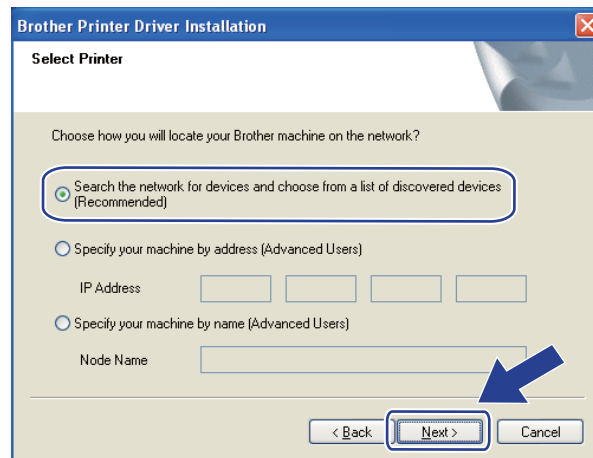 Brother Printer Driver Installation
Select Printer
Choose how you will locate your Brother machine on the network?
Search the network for devices and choose from a list of discovered devices
(Recommended)
Specify your machine by address (Advanced Users)
IP Address
Specify your machine by name (Advanced Users)
Node Name
< Back
Next >
Cancel